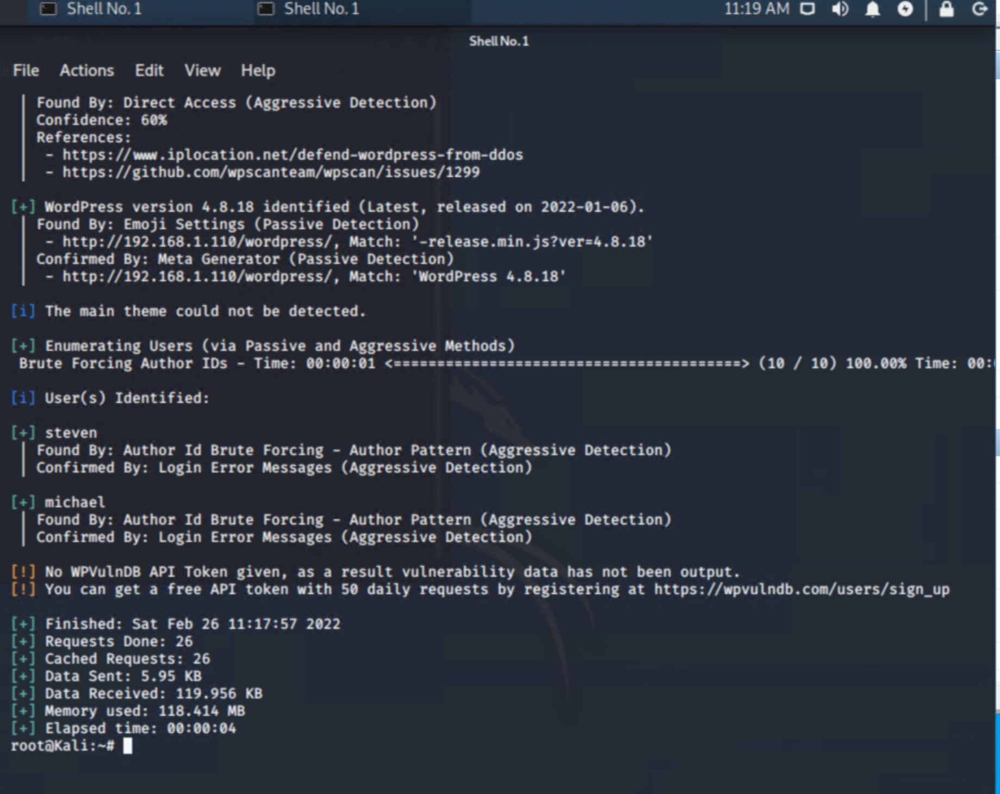 Shell No. 1
Shell No. 1
11:19 AM
Shell No. 1
File Actions Edit View Help
| Found By: Direct Access (Aggressive Detection)
| Confidence: 60%
| References:
|  - https://www.iplocation.net/defend-wordpress-from-ddos
|  - https://github.com/wpscanteam/wpscan/issues/1299
[+] WordPress version 4.8.18 identified (Latest, released on 2022-01-06).
| Found By: Emoji Settings (Passive Detection)
|  - http://192.168.1.110/wordpress/, Match: '-release.min.js?ver=4.8.18'
| Confirmed By: Meta Generator (Passive Detection)
|  - http://192.168.1.110/wordpress/, Match: 'WordPress 4.8.18'
[i] The main theme could not be detected.
[+] Enumerating Users (via Passive and Aggressive Methods)
Brute Forcing Author IDs - Time: 00:00:01 <========================================> (10 / 10) 100.00% Time: 00:
[i] User(s) Identified:
[+] steven
| Found By: Author Id Brute Forcing - Author Pattern (Aggressive Detection)
| Confirmed By: Login Error Messages (Aggressive Detection)
[+] michael
| Found By: Author Id Brute Forcing - Author Pattern (Aggressive Detection)
| Confirmed By: Login Error Messages (Aggressive Detection)
[!] No WPVulnDB API Token given, as a result vulnerability data has not been output.
[!] You can get a free API token with 50 daily requests by registering at https://wpvulndb.com/users/sign_up
[+] Finished: Sat Feb 26 11:17:57 2022
[+] Requests Done: 26
[+] Cached Requests: 26
[+] Data Sent: 5.95 KB
[+] Data Received: 119.956 KB
[+] Memory used: 118.414 MB
[+] Elapsed time: 00:00:04
root@Kali:~#